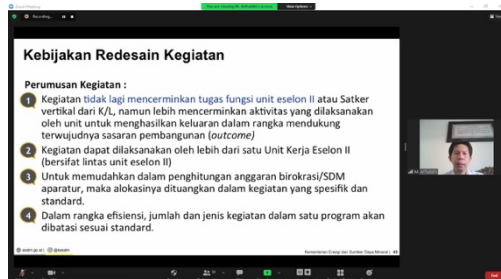 Recording...
View Options
Kebijakan Redesain Kegiatan
Perumusan Kegiatan :
1 Kegiatan tidak lagi mencerminkan tugas fungsi unit eselon II atau Satker
vertikal dari K/L, namun lebih mencerminkan aktivitas yang dilaksanakan
oleh unit untuk menghasilkan keluaran dalam rangka mendukung
terwujudnya sasaran pembangunan (outcome)
2 Kegiatan dapat dilaksanakan oleh lebih dari satu Unit Kerja Eselon II
(bersifat lintas unit eselon II)
3 Untuk memudahkan dalam penghitungan anggaran birokrasi/SDM
aparatur, maka alokasinya dituangkan dalam kegiatan yang spesifik dan
standard.
4 Dalam rangka efisiensi, jumlah dan jenis kegiatan dalam satu program akan
dibatasi sesuai standard.
Kementerian Energi dan Sumber Daya Mineral